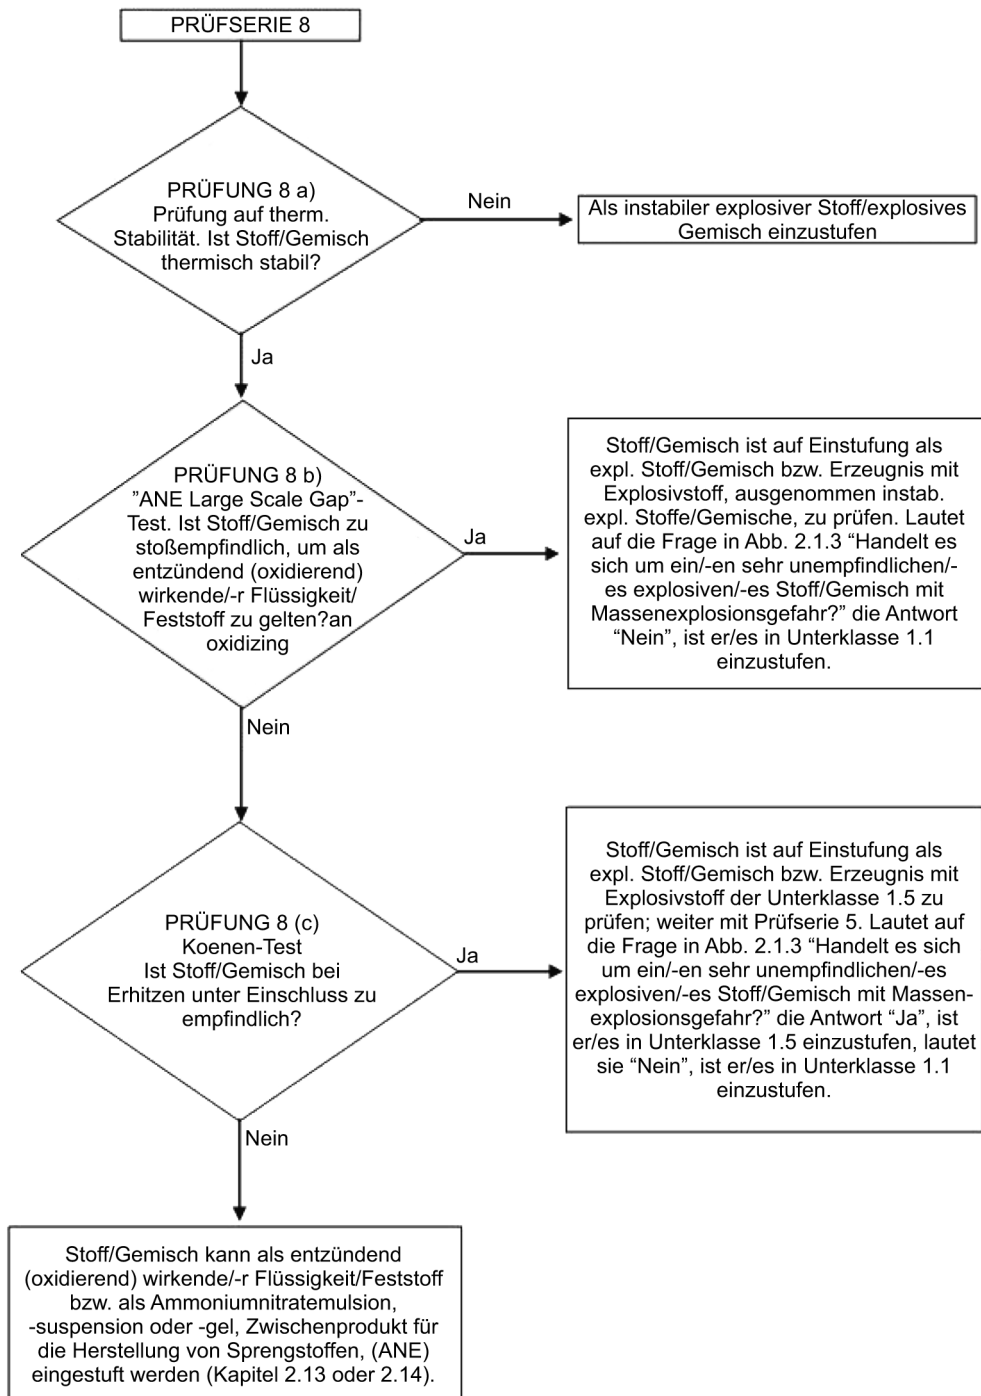 PRÜFSERIE 8
PRÜFUNG 8 a)
Prüfung auf therm.
Stabilität. Ist Stoff/Gemisch
thermisch stabil?
Nein
Als instabiler explosiver Stoff/explosives
Gemisch einzustufen
Ja
PRÜFUNG 8 b)
”ANE Large Scale Gap”-
Test. Ist Stoff/Gemisch zu
stoßempfindlich, um als
entzündend (oxidierend)
wirkende/-r Flüssigkeit/
Feststoff zu gelten?an
oxidizing
Ja
Stoff/Gemisch ist auf Einstufung als
expl. Stoff/Gemisch bzw. Erzeugnis mit
Explosivstoff, ausgenommen instab.
expl. Stoffe/Gemische, zu prüfen. Lautet
auf die Frage in Abb. 2.1.3 “Handelt es
sich um ein/-en sehr unempfindlichen/-
es explosiven/-es Stoff/Gemisch mit
Massenexplosionsgefahr?” die Antwort
“Nein”, ist er/es in Unterklasse 1.1
einzustufen.
Nein
PRÜFUNG 8 (c)
Koenen-Test
Ist Stoff/Gemisch bei
Erhitzen unter Einschluss zu
empfindlich?
Ja
Stoff/Gemisch ist auf Einstufung als
expl. Stoff/Gemisch bzw. Erzeugnis mit
Explosivstoff der Unterklasse 1.5 zu
prüfen; weiter mit Prüfserie 5. Lautet auf
die Frage in Abb. 2.1.3 “Handelt es sich
um ein/-en sehr unempfindlichen/-es
explosiven/-es Stoff/Gemisch mit Massen-
explosionsgefahr?” die Antwort “Ja”, ist
er/es in Unterklasse 1.5 einzustufen, lautet
sie “Nein”, ist er/es in Unterklasse 1.1
einzustufen.
Nein
Stoff/Gemisch kann als entzündend
(oxidierend) wirkende/-r Flüssigkeit/Feststoff
bzw. als Ammoniumnitratemulsion,
-suspension oder -gel, Zwischenprodukt für
die Herstellung von Sprengstoffen, (ANE)
eingestuft werden (Kapitel 2.13 oder 2.14).